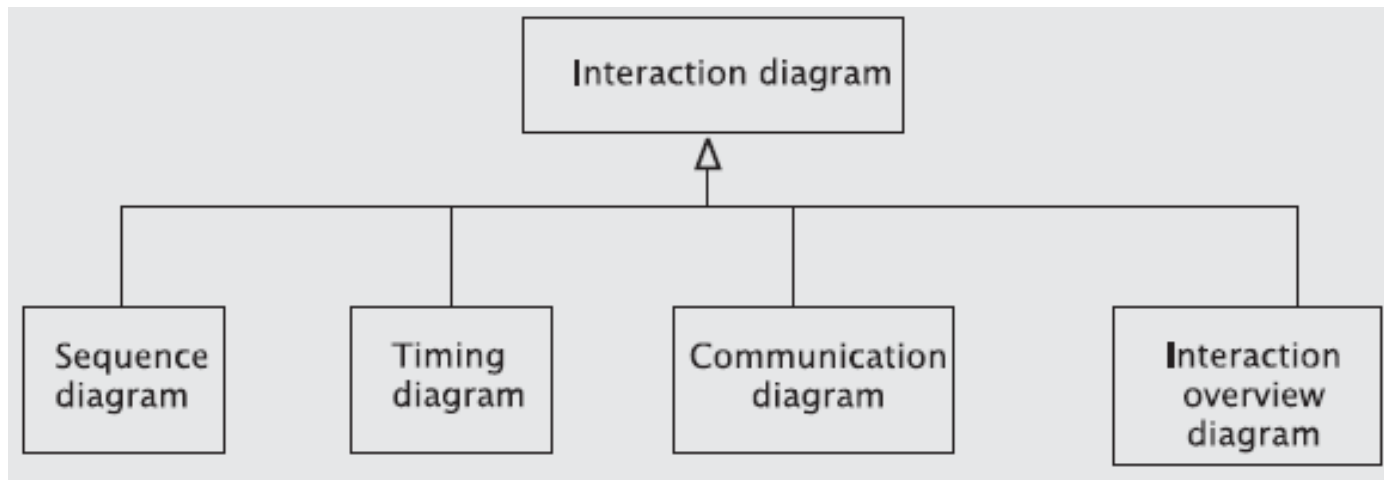 Interaction diagram
Sequence
diagram
Timing
diagram
Communication
diagram
Interaction
overview
diagram